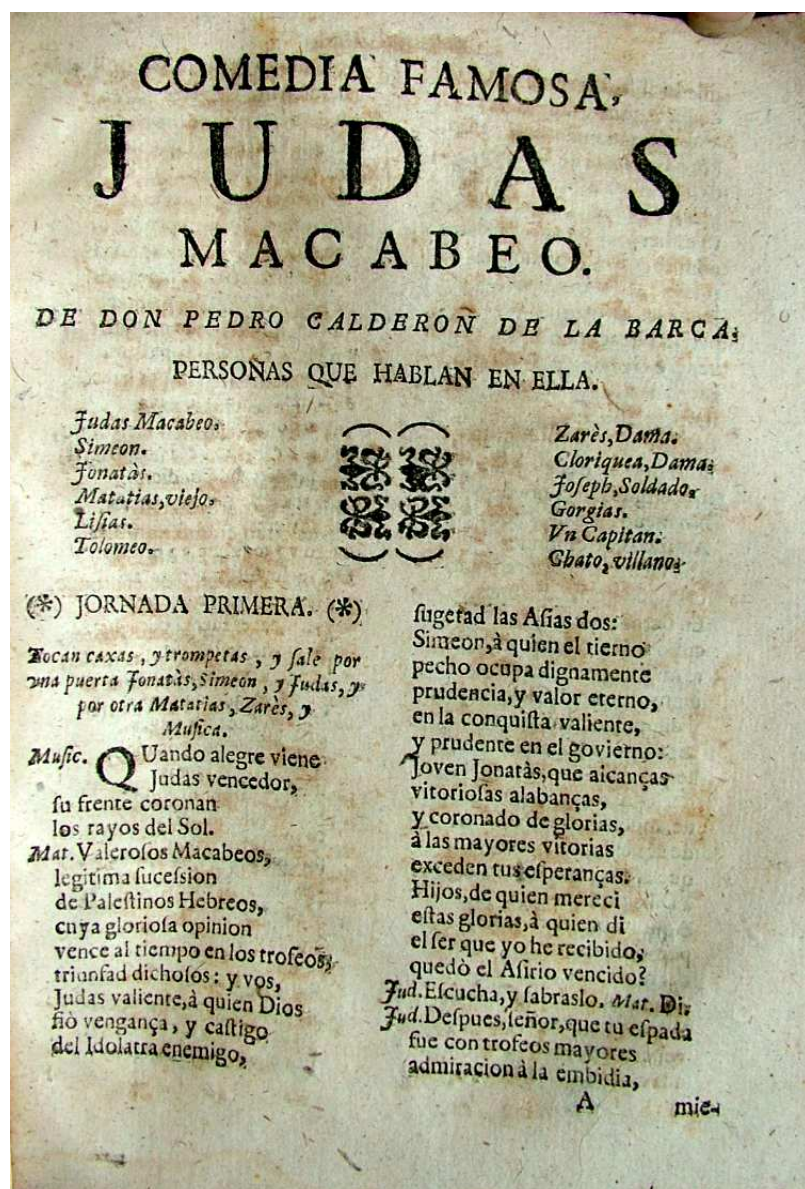 COMEDIA FAMOSA,
JUDAS
MACABEO.
DE DON PEDRO CALDERON DE LA BARCA.
PERSONAS QUE HABLAN EN ELLA.
Judas Macabeo.
Simeon.
Jonatàs.
Matatias, viejo.
Lisias.
Tolomeo.
Zarès, Dama.
Cloriquea, Dama.
Joseph, Soldado.
Gorgias.
Vn Capitan.
Chato, villano.
(*) JORNADA PRIMERA. (*)
Tocan caxas, y trompetas, y sale por
vna puerta Jonatàs, Simeon, y Judas, y
por otra Matatias, Zarès, y
Musica.
Music. QUando alegre viene
Judas vencedor,
su frente coronan
los rayos del Sol.
Mat. Valerosos Macabeos,
legitima sucession
de Palestinos Hebreos,
cuya gloriosa opinion
vence al tiempo en los trofeos,
triunfad dichosos: y vos,
Judas valiente, à quien Dios
fiò vengança, y castigo
del Idolatra enemigo,
sugetad las Asias dos:
Simeon, à quien el tierno
pecho ocupa dignamente
prudencia, y valor eterno,
en la conquista valiente,
y prudente en el govierno:
Joven Jonatàs, que alcanças
vitoriosas alabanças,
y coronado de glorias,
à las mayores vitorias
exceden tus esperanças.
Hijos, de quien mereci
estas glorias, à quien di
el ser que yo he recibido,
quedò el Asirio vencido?
Jud. Escucha, y sabraslo. Mat. Di.
Jud. Despues, señor, que tu espada
fue con trofeos mayores
admiracion à la embidia,
A mie-